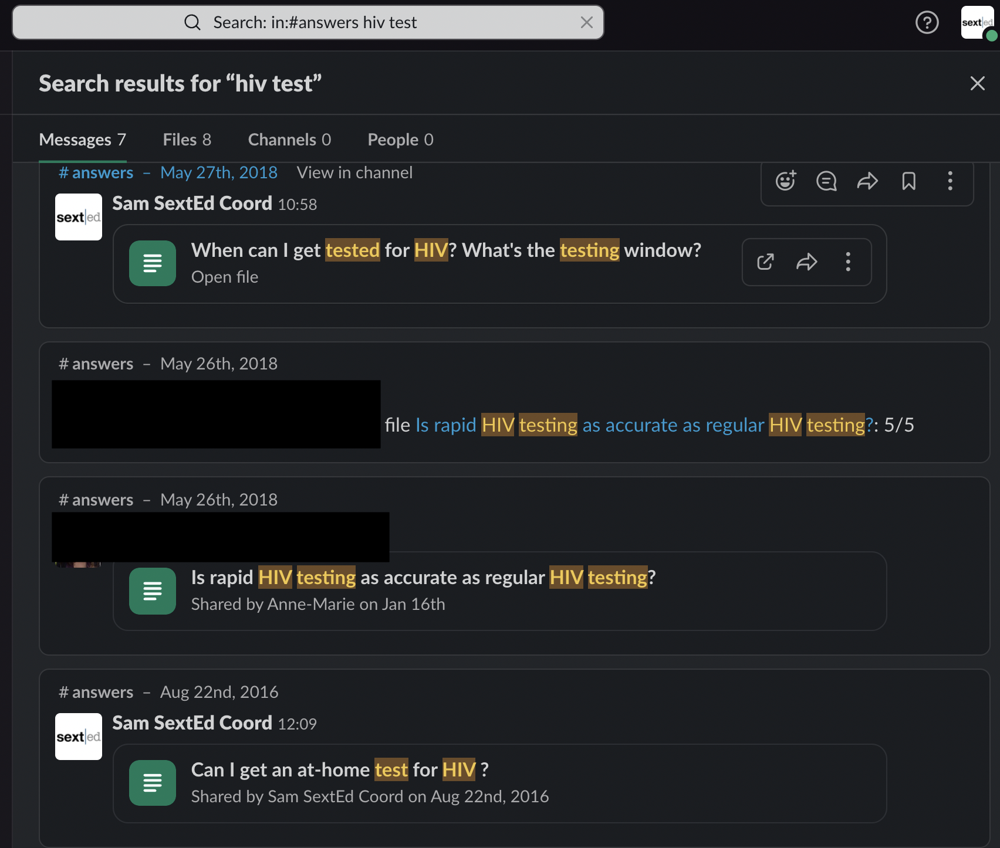 Search: in:#answers hiv test
sext|ed
Search results for “hiv test”
Messages 7 Files 8 Channels 0 People 0
# answers – May 27th, 2018 View in channel
sext|ed
Sam SextEd Coord 10:58
When can I get tested for HIV? What's the testing window?
Open file
# answers – May 26th, 2018
file Is rapid HIV testing as accurate as regular HIV testing?: 5/5
# answers – May 26th, 2018
Is rapid HIV testing as accurate as regular HIV testing?
Shared by Anne-Marie on Jan 16th
# answers – Aug 22nd, 2016
sext|ed
Sam SextEd Coord 12:09
Can I get an at-home test for HIV ?
Shared by Sam SextEd Coord on Aug 22nd, 2016